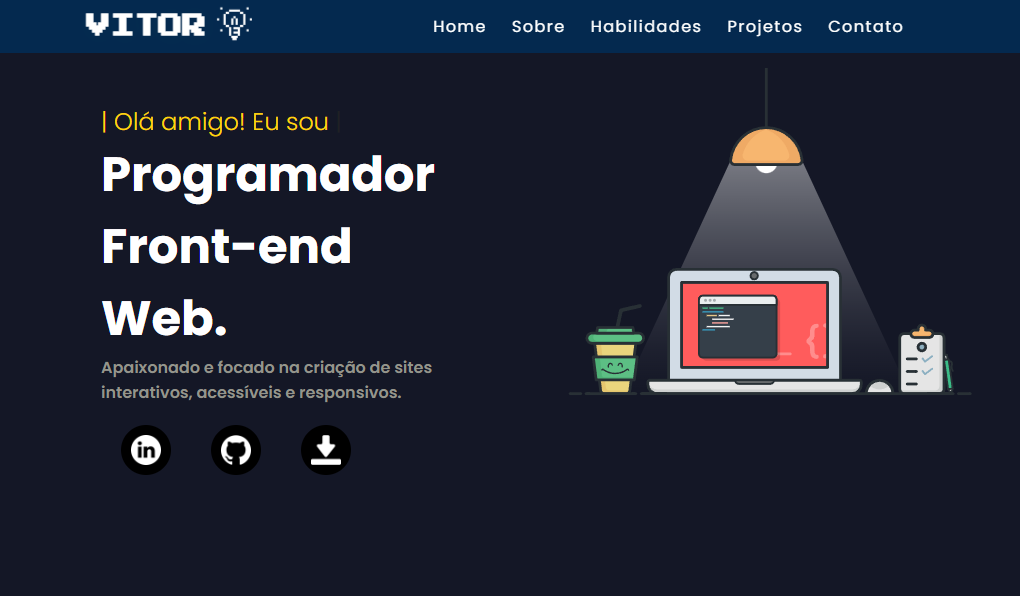 VITOR
Home Sobre Habilidades Projetos Contato
| Olá amigo! Eu sou |
Programador
Front-end
Web.
Apaixonado e focado na criação de sites
interativos, acessíveis e responsivos.
in
_{}